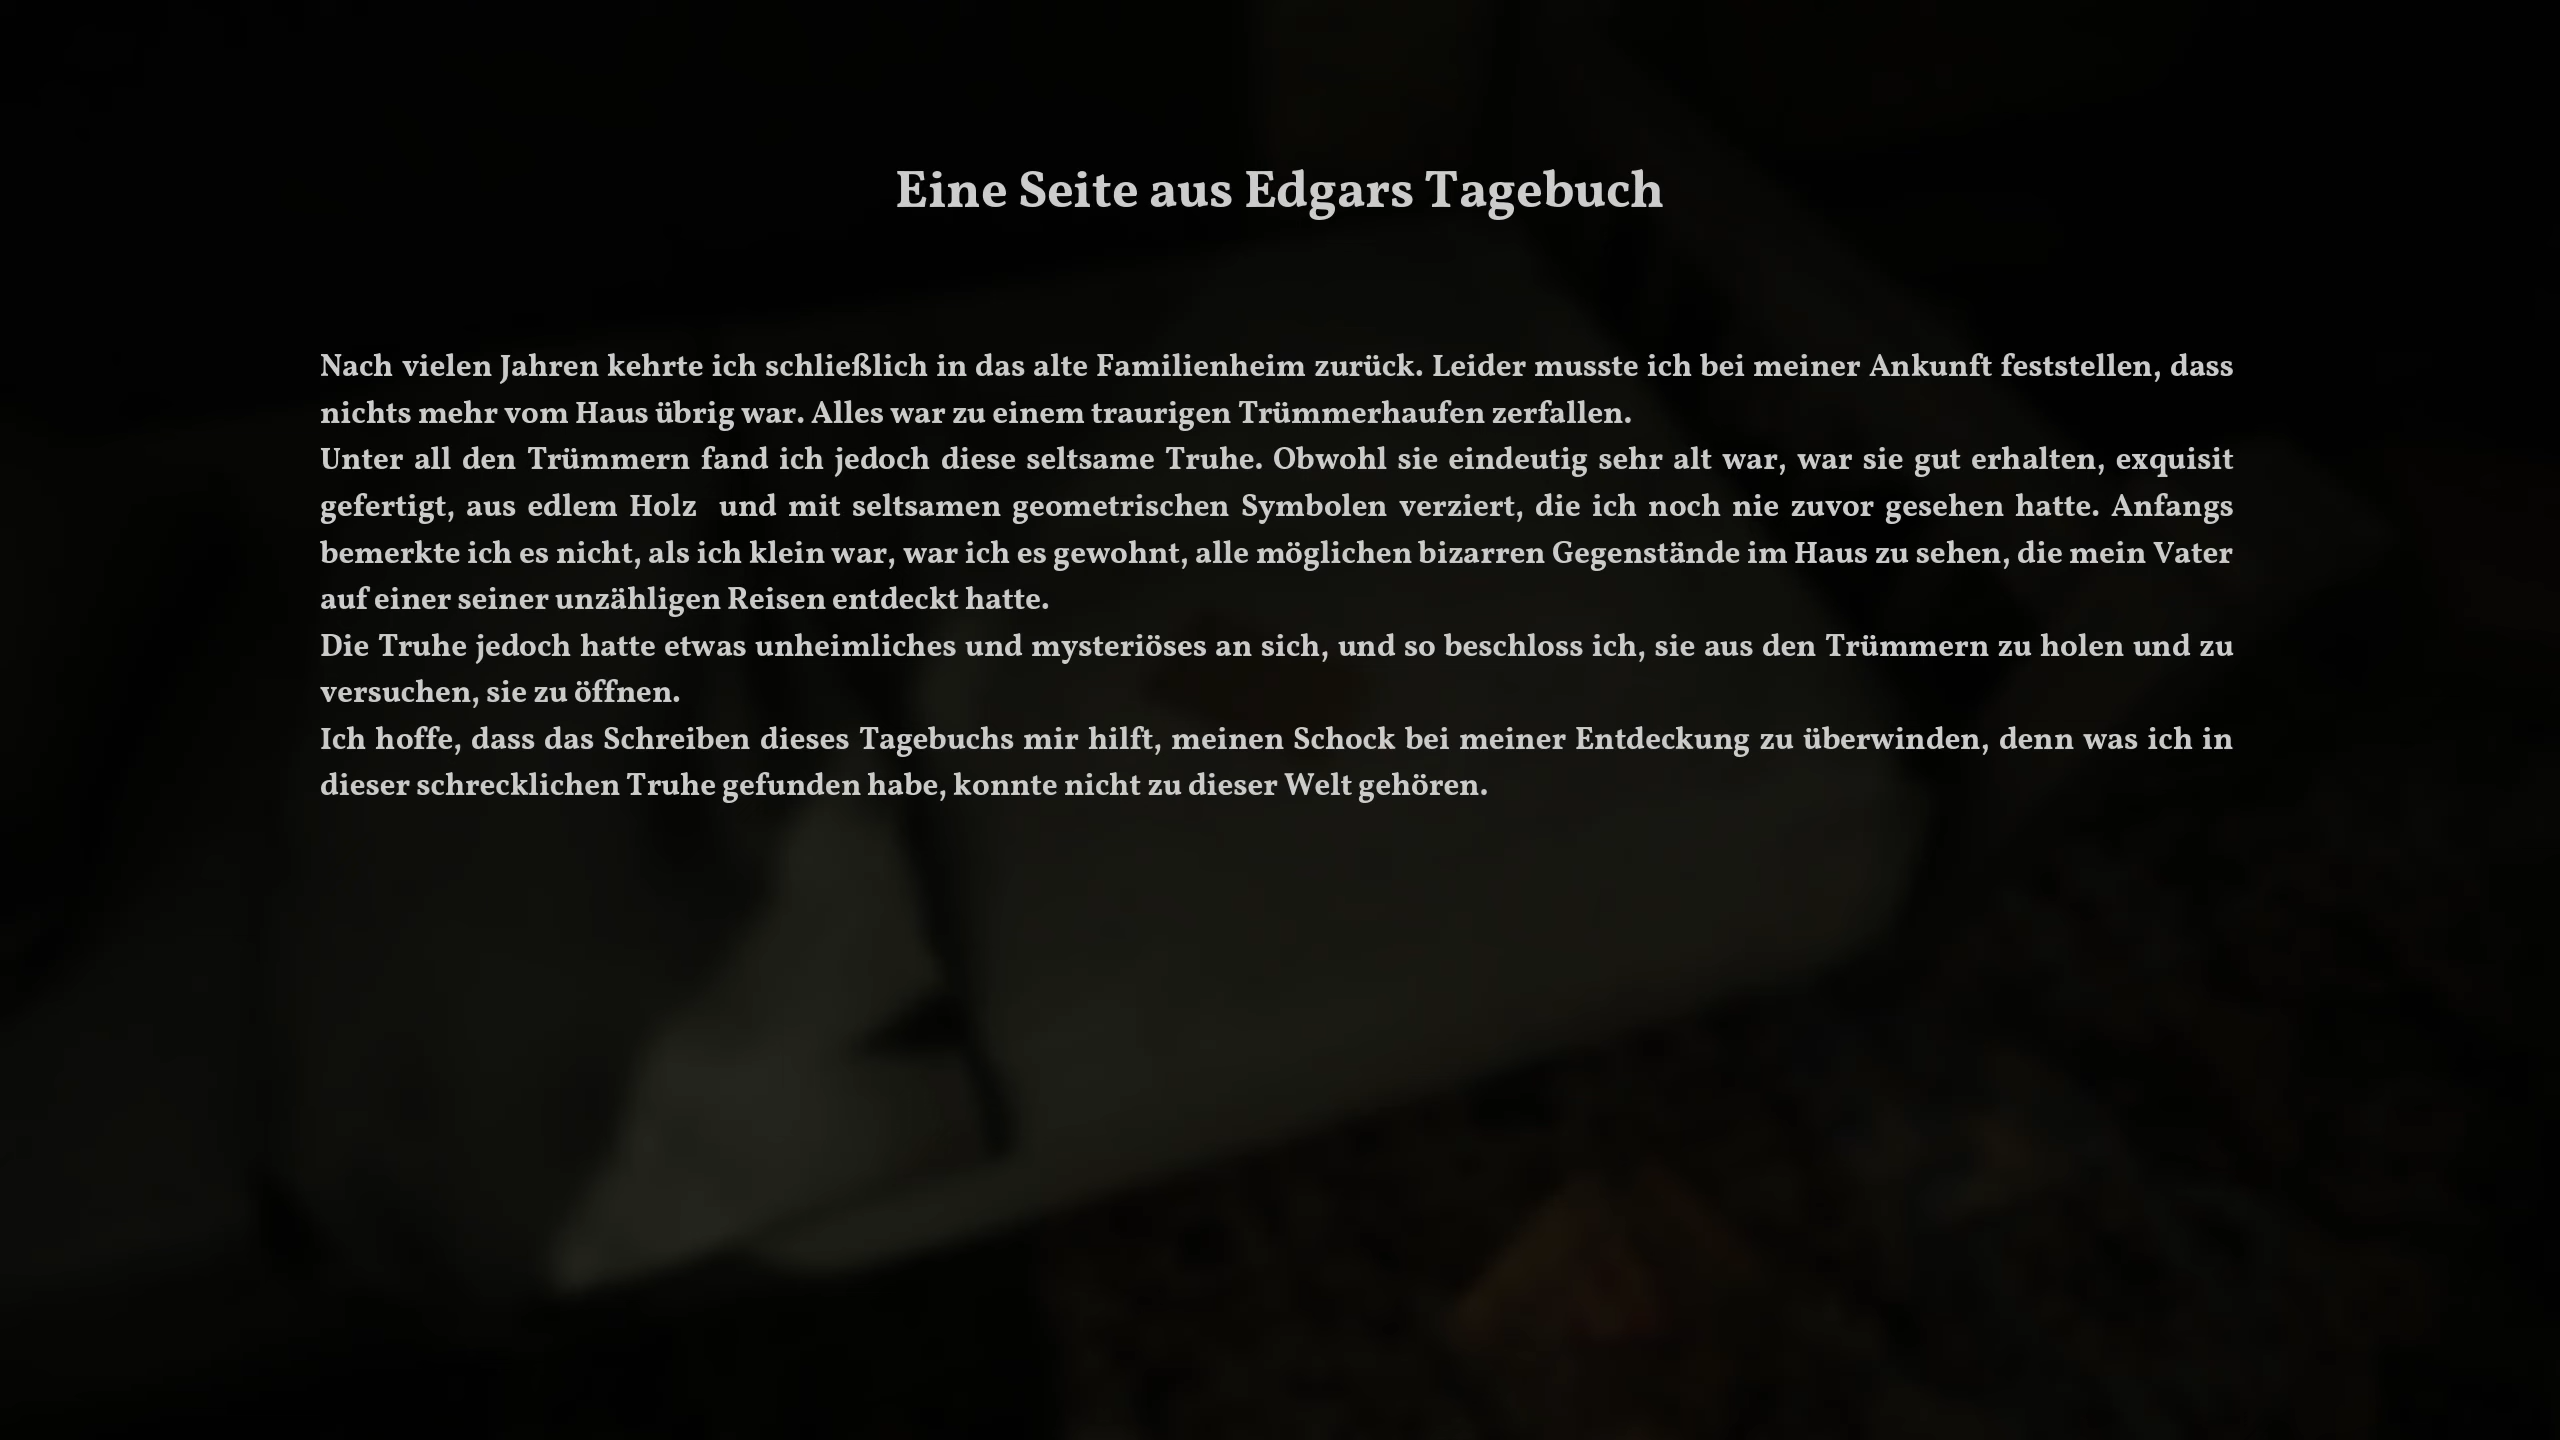 Eine Seite aus Edgars Tagebuch
Nach vielen Jahren kehrte ich schließlich in das alte Familienheim zurück. Leider musste ich bei meiner Ankunft feststellen, dass
nichts mehr vom Haus übrig war. Alles war zu einem traurigen Trümmerhaufen zerfallen.
Unter all den Trümmern fand ich jedoch diese seltsame Truhe. Obwohl sie eindeutig sehr alt war, war sie gut erhalten, exquisit
gefertigt, aus edlem Holz  und mit seltsamen geometrischen Symbolen verziert, die ich noch nie zuvor gesehen hatte. Anfangs
bemerkte ich es nicht, als ich klein war, war ich es gewohnt, alle möglichen bizarren Gegenstände im Haus zu sehen, die mein Vater
auf einer seiner unzähligen Reisen entdeckt hatte.
Die Truhe jedoch hatte etwas unheimliches und mysteriöses an sich, und so beschloss ich, sie aus den Trümmern zu holen und zu
versuchen, sie zu öffnen.
Ich hoffe, dass das Schreiben dieses Tagebuchs mir hilft, meinen Schock bei meiner Entdeckung zu überwinden, denn was ich in
dieser schrecklichen Truhe gefunden habe, konnte nicht zu dieser Welt gehören.